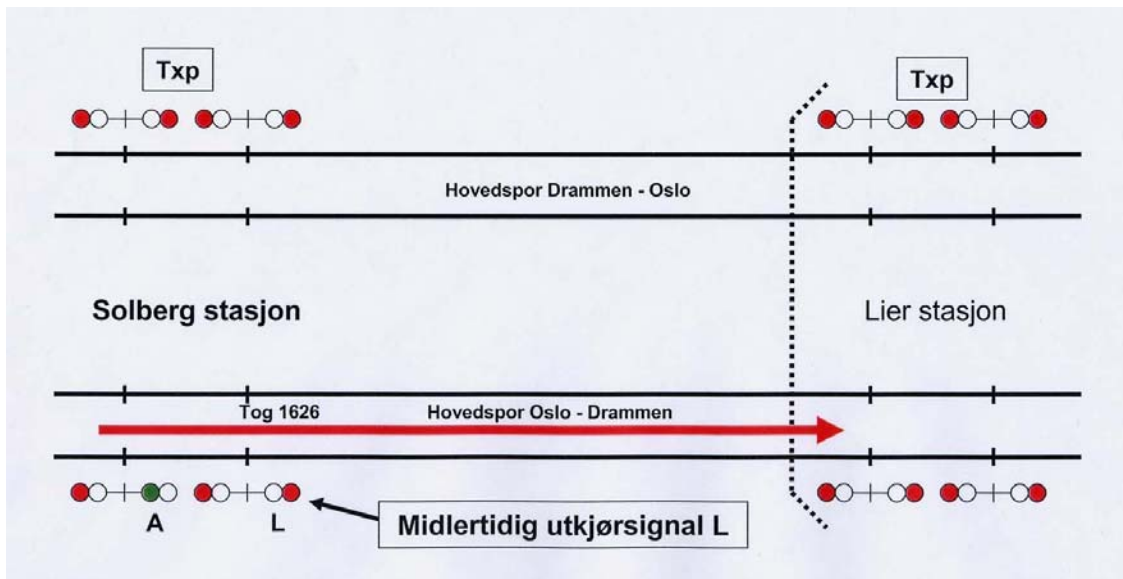 Txp
Txp
Hovedspor Drammen - Oslo
Solberg stasjon
Lier stasjon
Tog 1626
Hovedspor Oslo - Drammen
A
L
Midlertidig utkjørsignal L